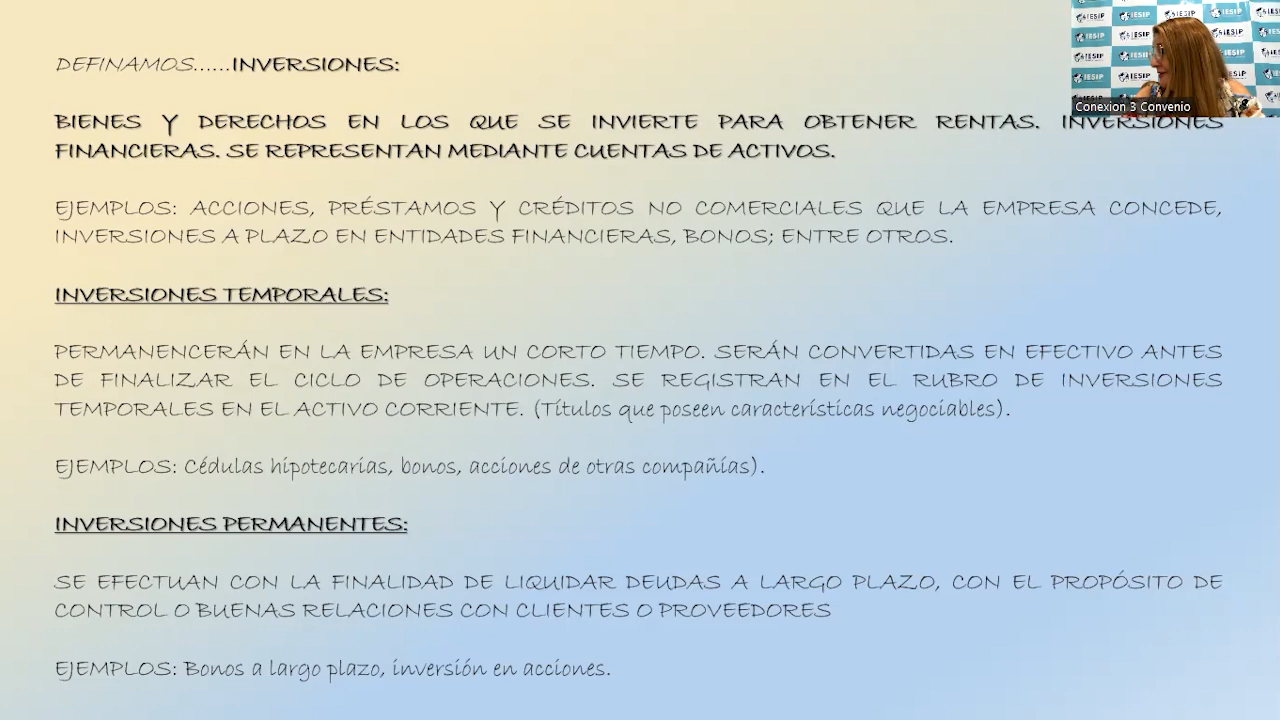 DEFINAMOS......INVERSIONES:
BIENES Y DERECHOS EN LOS QUE SE INVIERTE PARA OBTENER RENTAS. INVERSIONES
FINANCIERAS. SE REPRESENTAN MEDIANTE CUENTAS DE ACTIVOS.
EJEMPLOS: ACCIONES, PRÉSTAMOS Y CRÉDITOS NO COMERCIALES QUE LA EMPRESA CONCEDE,
INVERSIONES A PLAZO EN ENTIDADES FINANCIERAS, BONOS; ENTRE OTROS.
INVERSIONES TEMPORALES:
PERMANENCERÁN EN LA EMPRESA UN CORTO TIEMPO. SERÁN CONVERTIDAS EN EFECTIVO ANTES
DE FINALIZAR EL CICLO DE OPERACIONES. SE REGISTRAN EN EL RUBRO DE INVERSIONES
TEMPORALES EN EL ACTIVO CORRIENTE. (Títulos que poseen características negociables).
EJEMPLOS: Cédulas hipotecarias, bonos, acciones de otras compañías).
INVERSIONES PERMANENTES:
SE EFECTUAN CON LA FINALIDAD DE LIQUIDAR DEUDAS A LARGO PLAZO, CON EL PROPÓSITO DE
CONTROL O BUENAS RELACIONES CON CLIENTES O PROVEEDORES
EJEMPLOS: Bonos a largo plazo, inversión en acciones.
IESIP
Conexion 3 Convenio